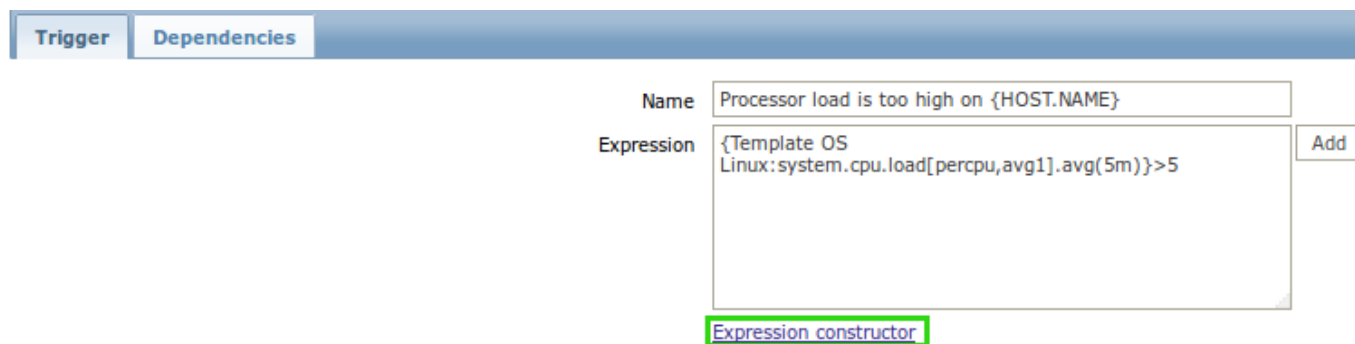 Trigger Dependencies
Name Processor load is too high on {HOST.NAME}
Expression {Template OS Add
Linux:system.cpu.load[percpu,avg1].avg(5m)}>5
Expression constructor